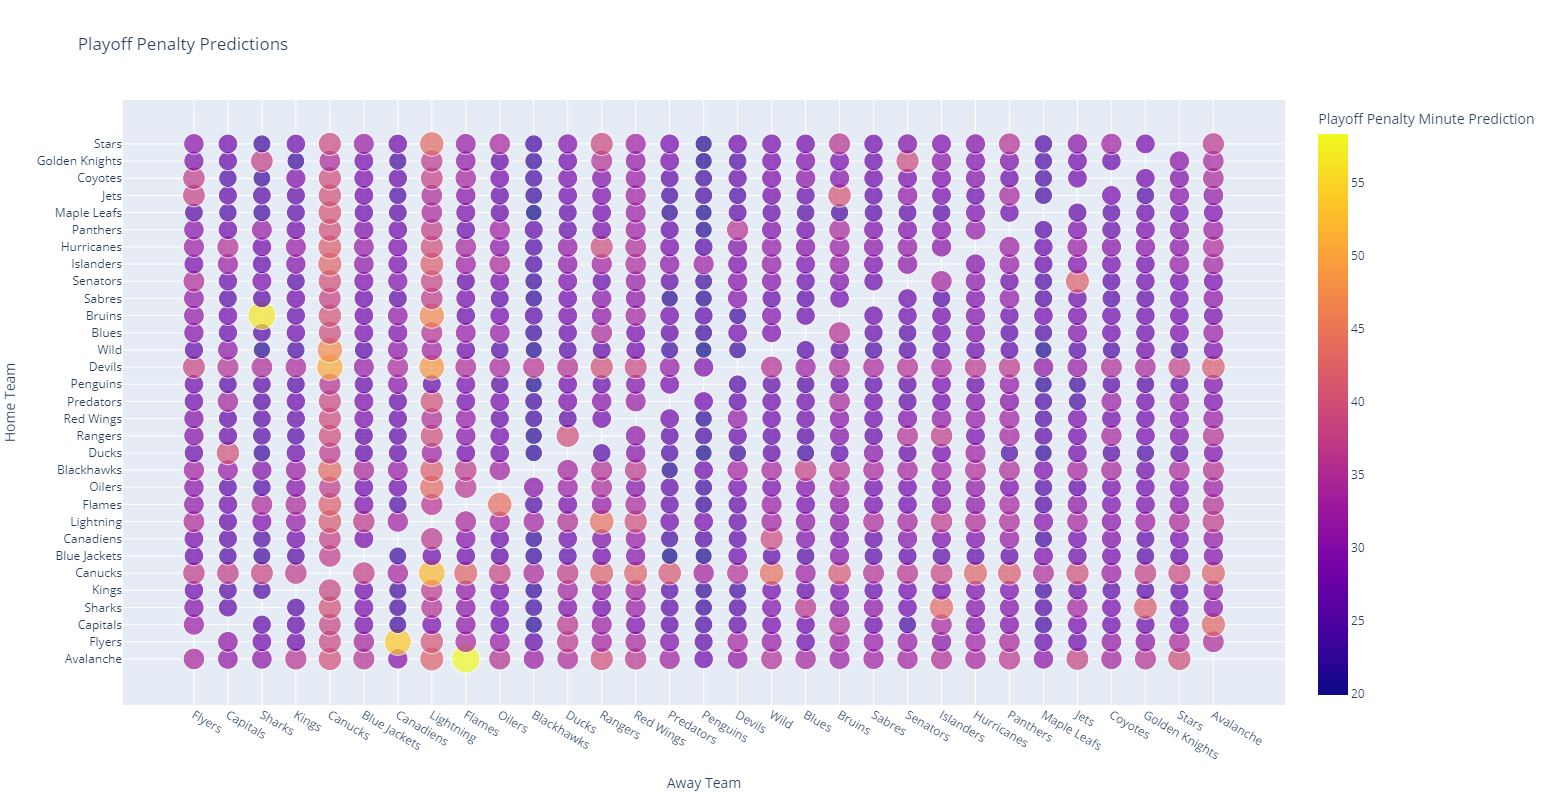 Playoff Penalty Predictions
Playoff Penalty Minute Prediction
Home Team
Stars
Golden Knights
Coyotes
Jets
Maple Leafs
Panthers
Hurricanes
Islanders
Senators
Sabres
Bruins
Blues
Wild
Devils
Penguins
Predators
Red Wings
Rangers
Ducks
Blackhawks
Oilers
Flames
Lightning
Canadiens
Blue Jackets
Canucks
Kings
Sharks
Capitals
Flyers
Avalanche
55
50
45
40
35
30
25
20
Flyers
Capitals
Sharks
Kings
Canucks
Blue Jackets
Canadiens
Lightning
Flames
Oilers
Blackhawks
Ducks
Rangers
Red Wings
Predators
Penguins
Devils
Wild
Blues
Bruins
Sabres
Senators
Islanders
Hurricanes
Panthers
Maple Leafs
Jets
Coyotes
Golden Knights
Stars
Avalanche
Away Team